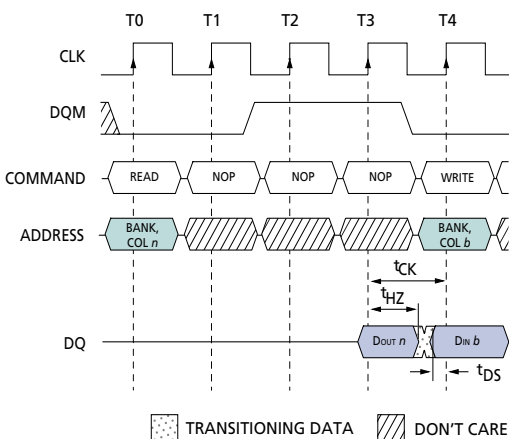 T0 T1 T2 T3 T4
CLK
DQM
COMMAND READ NOP NOP NOP WRITE
ADDRESS BANK, COL n BANK, COL b
tCK
tHZ
DQ DOUT n DIN b
tDS
TRANSITIONING DATA DON'T CARE